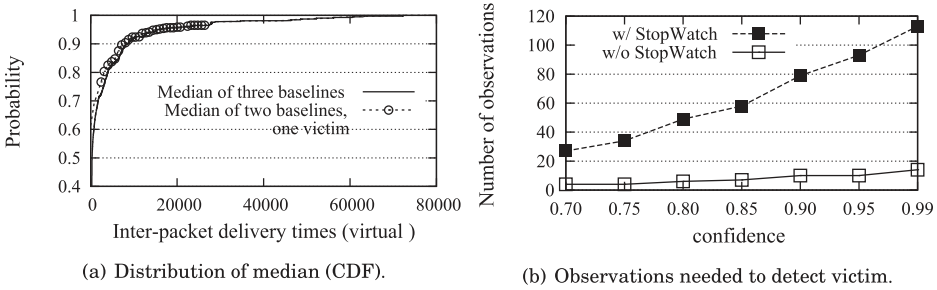 Probability
1
0.9
0.8
0.7
0.6
0.5
0.4
Median of three baselines
Median of two baselines,
one victim
0 20000 40000 60000 80000
Inter-packet delivery times (virtual )
(a) Distribution of median (CDF).
Number of observations
120
100
80
60
40
20
0
w/ StopWatch
w/o StopWatch
0.70 0.75 0.80 0.85 0.90 0.95 0.99
confidence
(b) Observations needed to detect victim.